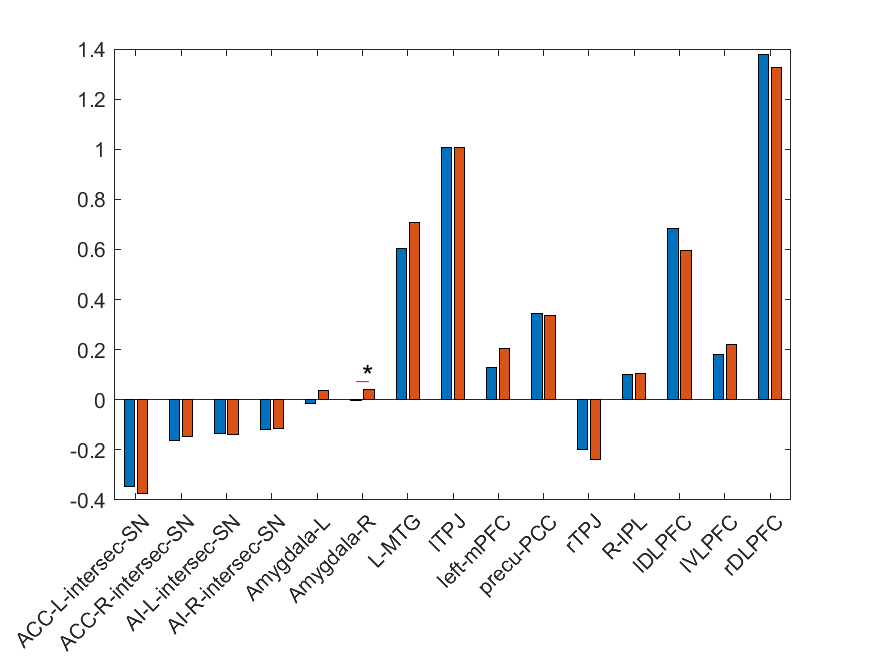 1.4
1.2
1
0.8
0.6
0.4
0.2
*
0
-0.2
-0.4
ACC-L-intersec-SN
ACC-R-intersec-SN
AI-L-intersec-SN
AI-R-intersec-SN
Amygdala-L
Amygdala-R
L-MTG
lTPJ
left-mPFC
precu-PCC
rTPJ
R-IPL
lDLPFC
lVLPFC
rDLPFC